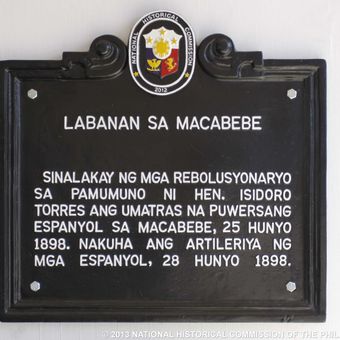 NATIONAL HISTORICAL COMMISSION
2013
LABANAN SA MACABEBE
SINALAKAY NG MGA REBOLUSYONARYO
SA PAMUMUNO NI HEN. ISIDORO
TORRES ANG UMATRAS NA PUWERSANG
ESPANYOL SA MACABEBE, 25 HUNYO
1898. NAKUHA ANG ARTILERIYA NG
MGA ESPANYOL, 28 HUNYO 1898.
© 2013 NATIONAL HISTORICAL COMMISSION OF THE PHIL